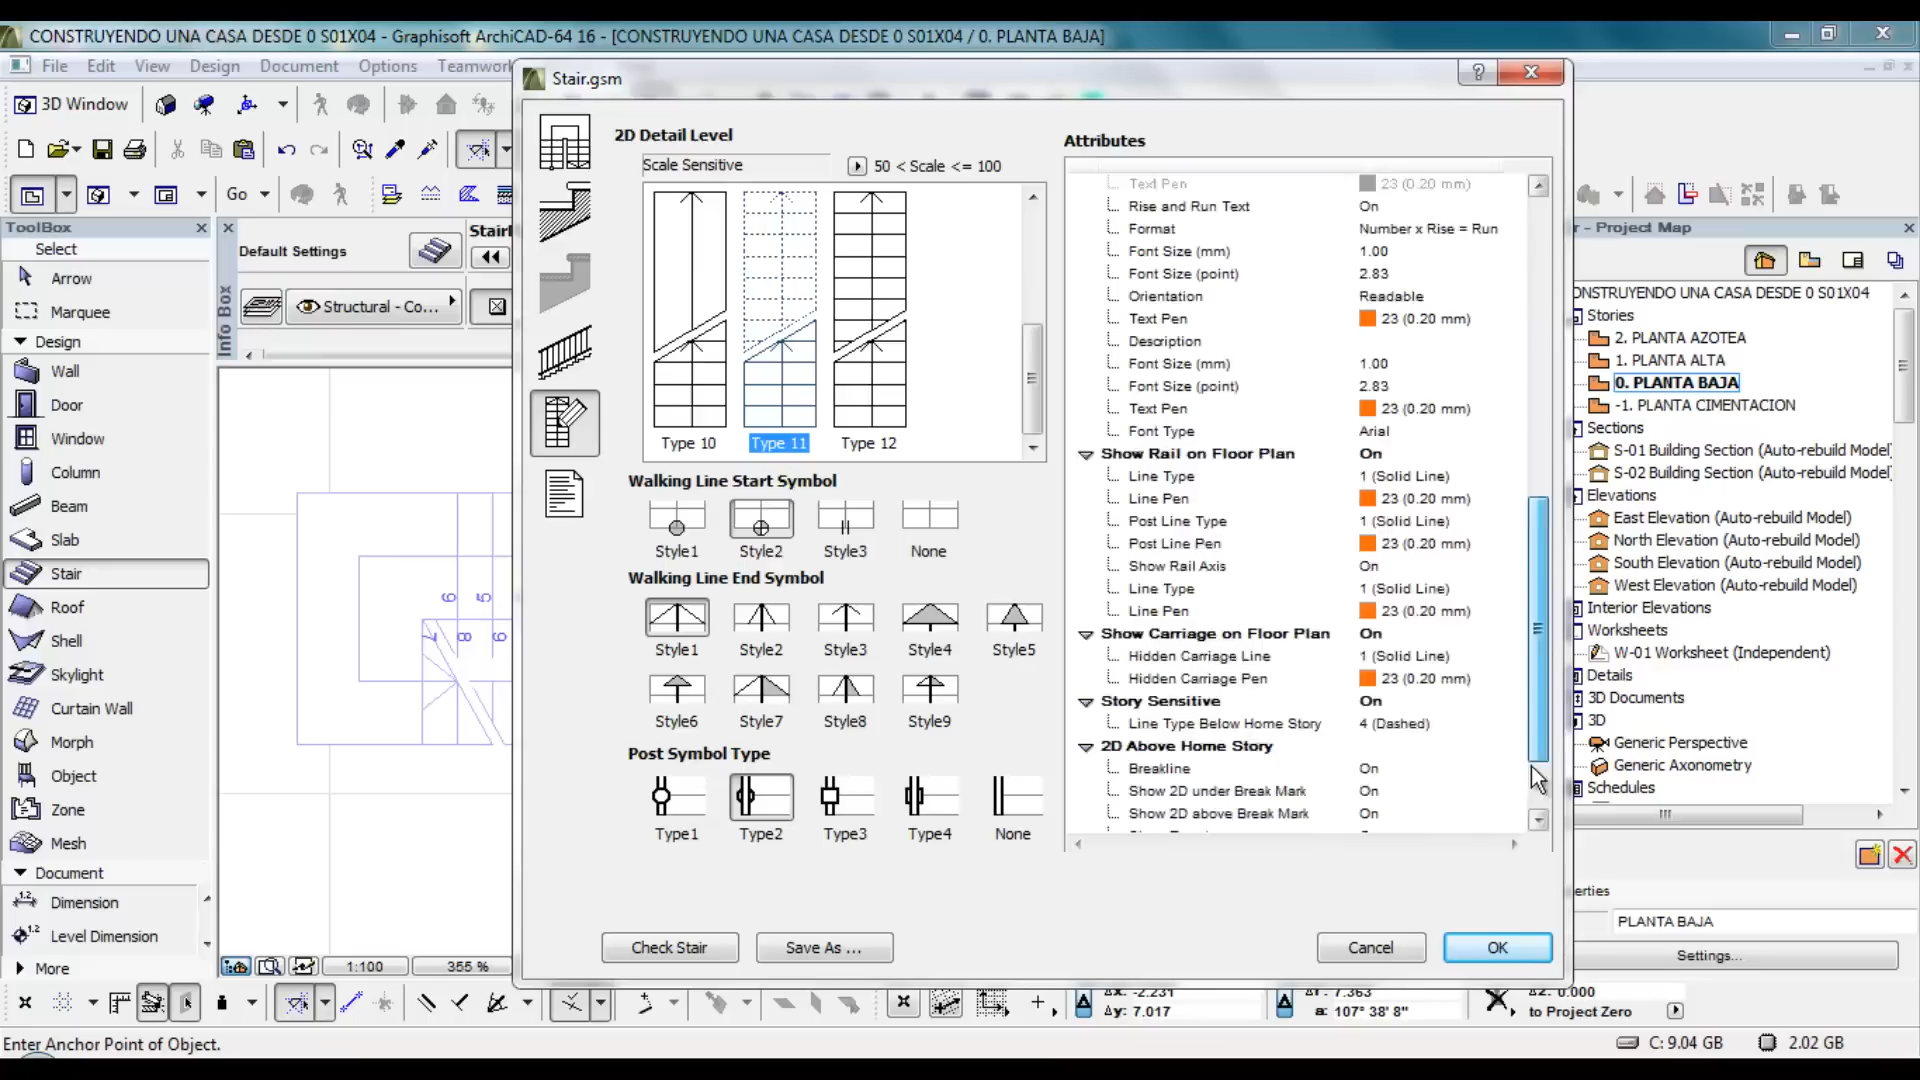 CONSTRUYENDO UNA CASA DESDE 0 S01X04 - Graphisoft ArchiCAD-64 16 - [CONSTRUYENDO UNA CASA DESDE 0 S01X04 / 0. PLANTA BAJA]
File Edit View Design Document Options Teamwork
3D Window
Go
ToolBox
Select
Arrow
Marquee
Design
Wall
Door
Window
Column
Beam
Slab
Stair
Roof
Shell
Skylight
Curtain Wall
Morph
Object
Zone
Mesh
Document
Dimension
Level Dimension
More
Info Box
Default Settings
Structural - Co...
6 5
7 8 6
1:100
355 %
Stair.gsm
2D Detail Level
Scale Sensitive
50 < Scale <= 100
Type 10
Type 11
Type 12
Walking Line Start Symbol
Style1
Style2
Style3
None
Walking Line End Symbol
Style1
Style2
Style3
Style4
Style5
Style6
Style7
Style8
Style9
Post Symbol Type
Type1
Type2
Type3
Type4
None
Attributes
Text Pen 23 (0.20 mm)
Rise and Run Text On
Format Number x Rise = Run
Font Size (mm) 1.00
Font Size (point) 2.83
Orientation Readable
Text Pen 23 (0.20 mm)
Description
Font Size (mm) 1.00
Font Size (point) 2.83
Text Pen 23 (0.20 mm)
Font Type Arial
Show Rail on Floor Plan On
Line Type 1 (Solid Line)
Line Pen 23 (0.20 mm)
Post Line Type 1 (Solid Line)
Post Line Pen 23 (0.20 mm)
Show Rail Axis On
Line Type 1 (Solid Line)
Line Pen 23 (0.20 mm)
Show Carriage on Floor Plan On
Hidden Carriage Line 1 (Solid Line)
Hidden Carriage Pen 23 (0.20 mm)
Story Sensitive On
Line Type Below Home Story 4 (Dashed)
2D Above Home Story
Breakline On
Show 2D under Break Mark On
Show 2D above Break Mark On
Check Stair
Save As ...
Cancel
OK
r - Project Map
ONSTRUYENDO UNA CASA DESDE 0 S01X04
Stories
2. PLANTA AZOTEA
1. PLANTA ALTA
0. PLANTA BAJA
-1. PLANTA CIMENTACION
Sections
S-01 Building Section (Auto-rebuild Model)
S-02 Building Section (Auto-rebuild Model)
Elevations
East Elevation (Auto-rebuild Model)
North Elevation (Auto-rebuild Model)
South Elevation (Auto-rebuild Model)
West Elevation (Auto-rebuild Model)
Interior Elevations
Worksheets
W-01 Worksheet (Independent)
Details
3D Documents
3D
Generic Perspective
Generic Axonometry
Schedules
erties
PLANTA BAJA
Settings...
Δx: -2.231
Δy: 7.017
Δr: 7.363
a: 107° 38' 8"
Δz: 0.000
to Project Zero
Enter Anchor Point of Object.
C: 9.04 GB
2.02 GB